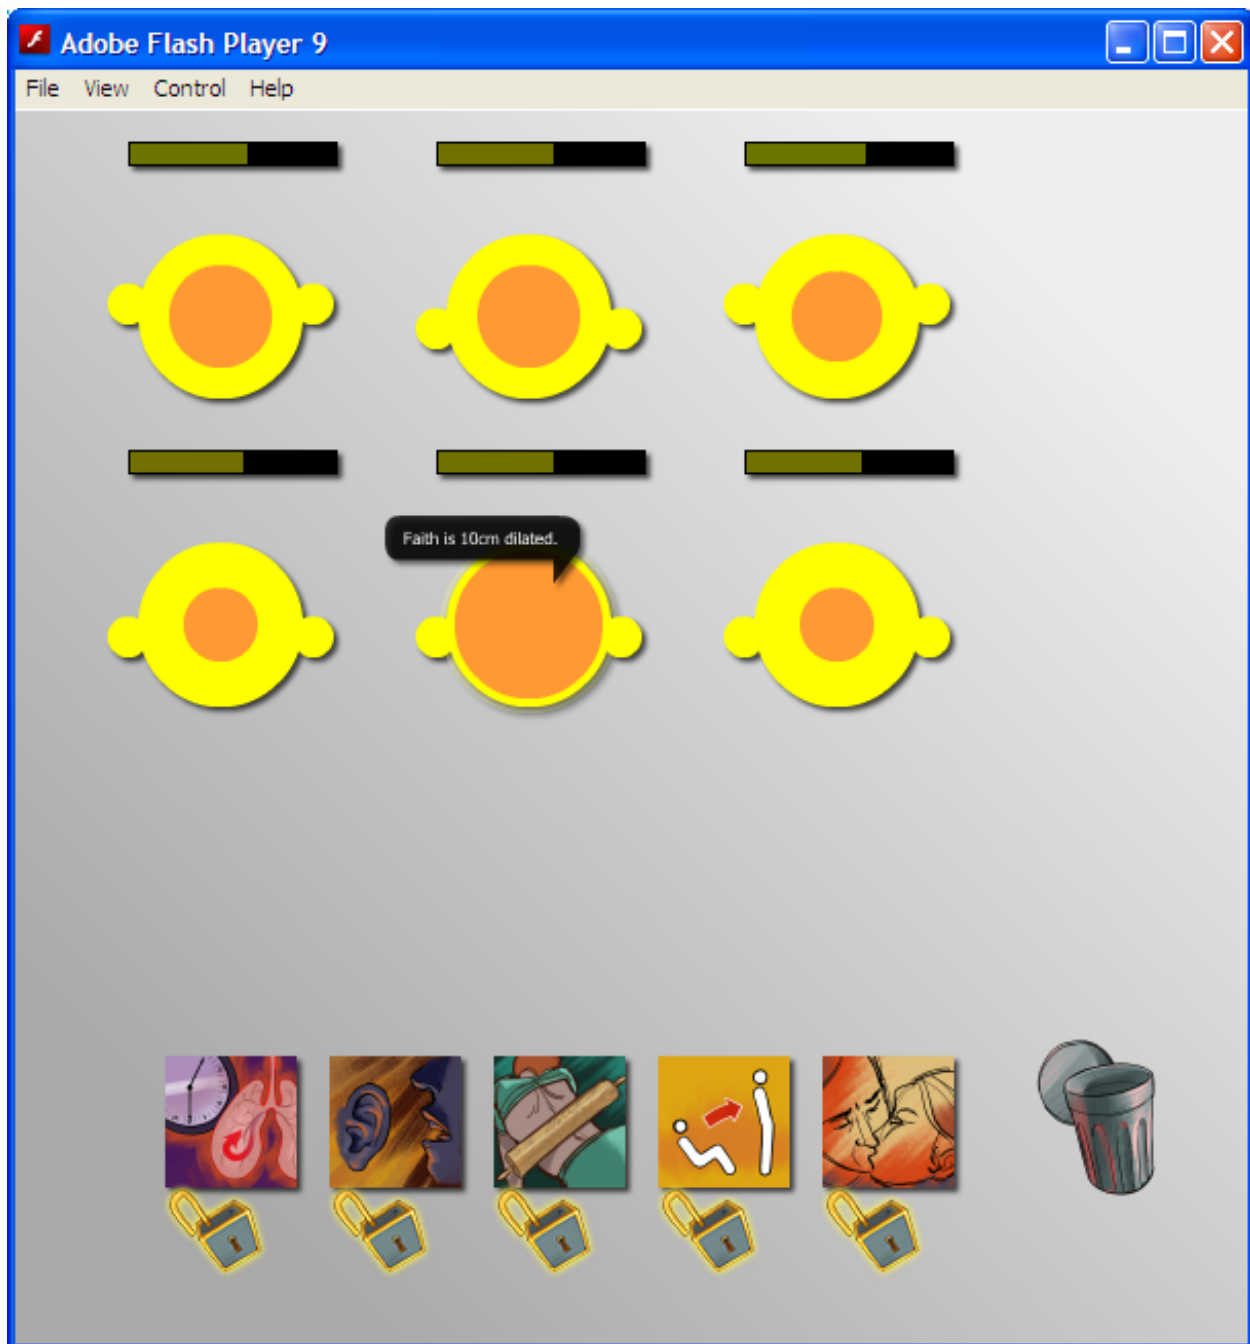 Adobe Flash Player 9
File View Control Help
Faith is 10cm dilated.